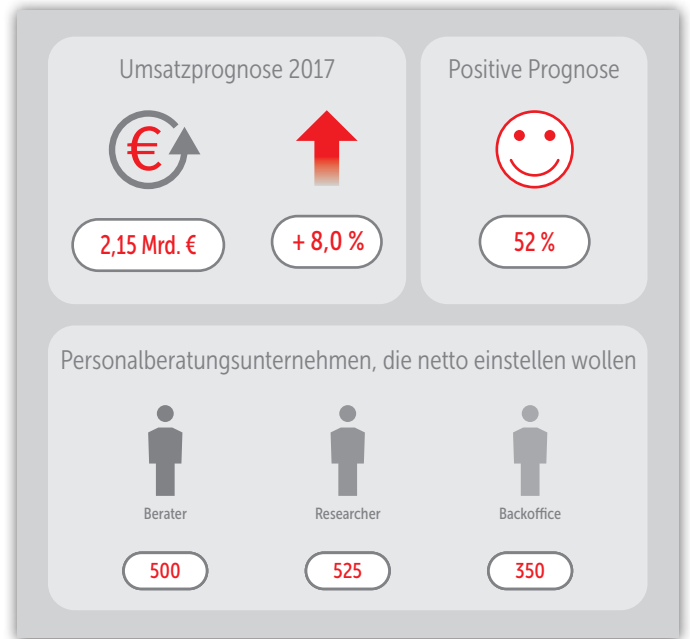 Umsatzprognose 2017
Positive Prognose
€
2,15 Mrd. €
+ 8,0 %
52 %
Personalberatungsunternehmen, die netto einstellen wollen
Berater
Researcher
Backoffice
500
525
350